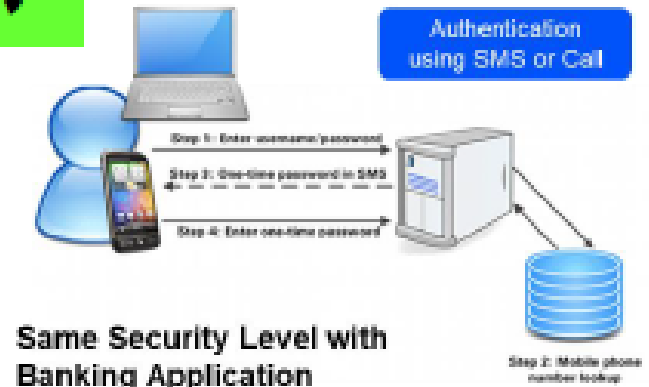 Authentication
using SMS or Call
Step 1: Enter username/password
Step 3: One-time password in SMS
Step 4: Enter one-time password
Step 2: Mobile phone
number lookup
Same Security Level with
Banking Application